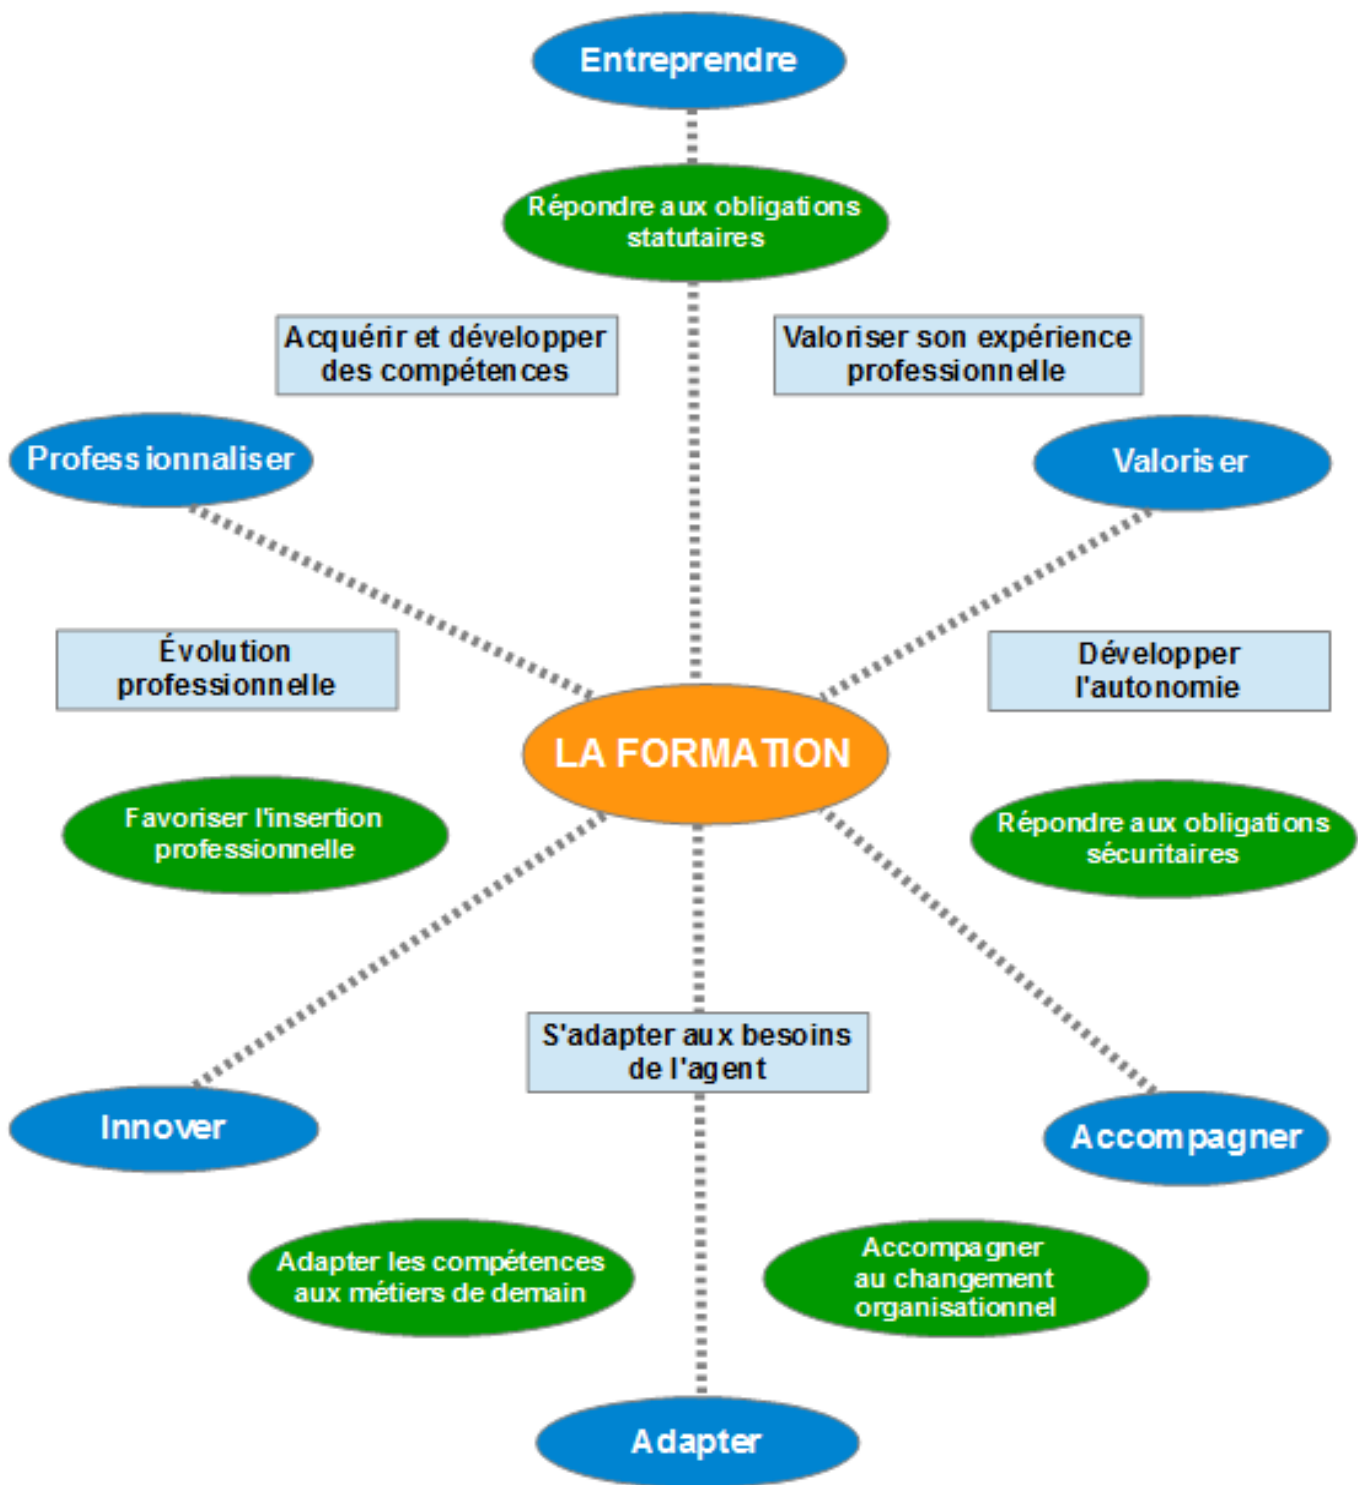 Entreprendre
Répondre aux obligations
statutaires
Acquérir et développer
des compétences
Valoriser son expérience
professionnelle
Professionnaliser
Valoriser
Évolution
professionnelle
Développer
l'autonomie
LA FORMATION
Favoriser l'insertion
professionnelle
Répondre aux obligations
sécuritaires
S'adapter aux besoins
de l'agent
Innover
Accompagner
Adapter les compétences
aux métiers de demain
Accompagner
au changement
organisationnel
Adapter